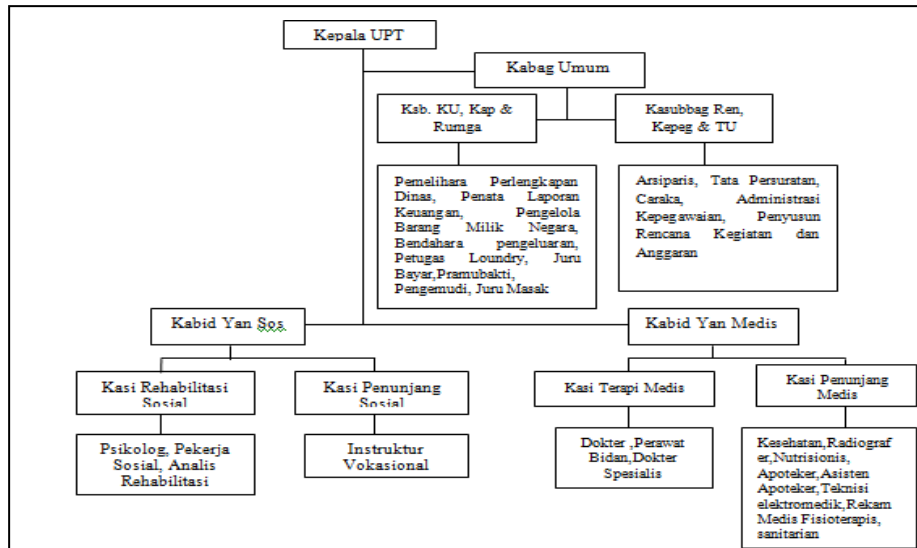 Kepala UPT
Kabag Umum
Ksb. KU, Kap &
Rumga
Kasubbag Ren,
Kepeg & TU
Pemelihara Perlengkapan
Dinas, Penata Laporan
Keuangan, Pengelola
Barang Milik Negara,
Bendahara pengeluaran,
Petugas Loundry, Juru
Bayar,Pramubakti,
Pengemudi, Juru Masak
Arsiparis, Tata Persuratan,
Caraka, Administrasi
Kepegawaian, Penyusun
Rencana Kegiatan dan
Anggaran
Kabid Yan Sos
Kabid Yan Medis
Kasi Rehabilitasi
Sosial
Kasi Penunjang
Sosial
Kasi Terapi Medis
Kasi Penunjang
Medis
Psikolog, Pekerja
Sosial, Analis
Rehabilitasi
Instruktur
Vokasional
Dokter ,Perawat
Bidan,Dokter
Spesialis
Kesehatan,Radiograf
er,Nutrisionis,
Apoteker,Asisten
Apoteker,Teknisi
elektromedik,Rekam
Medis Fisioterapis,
sanitarian